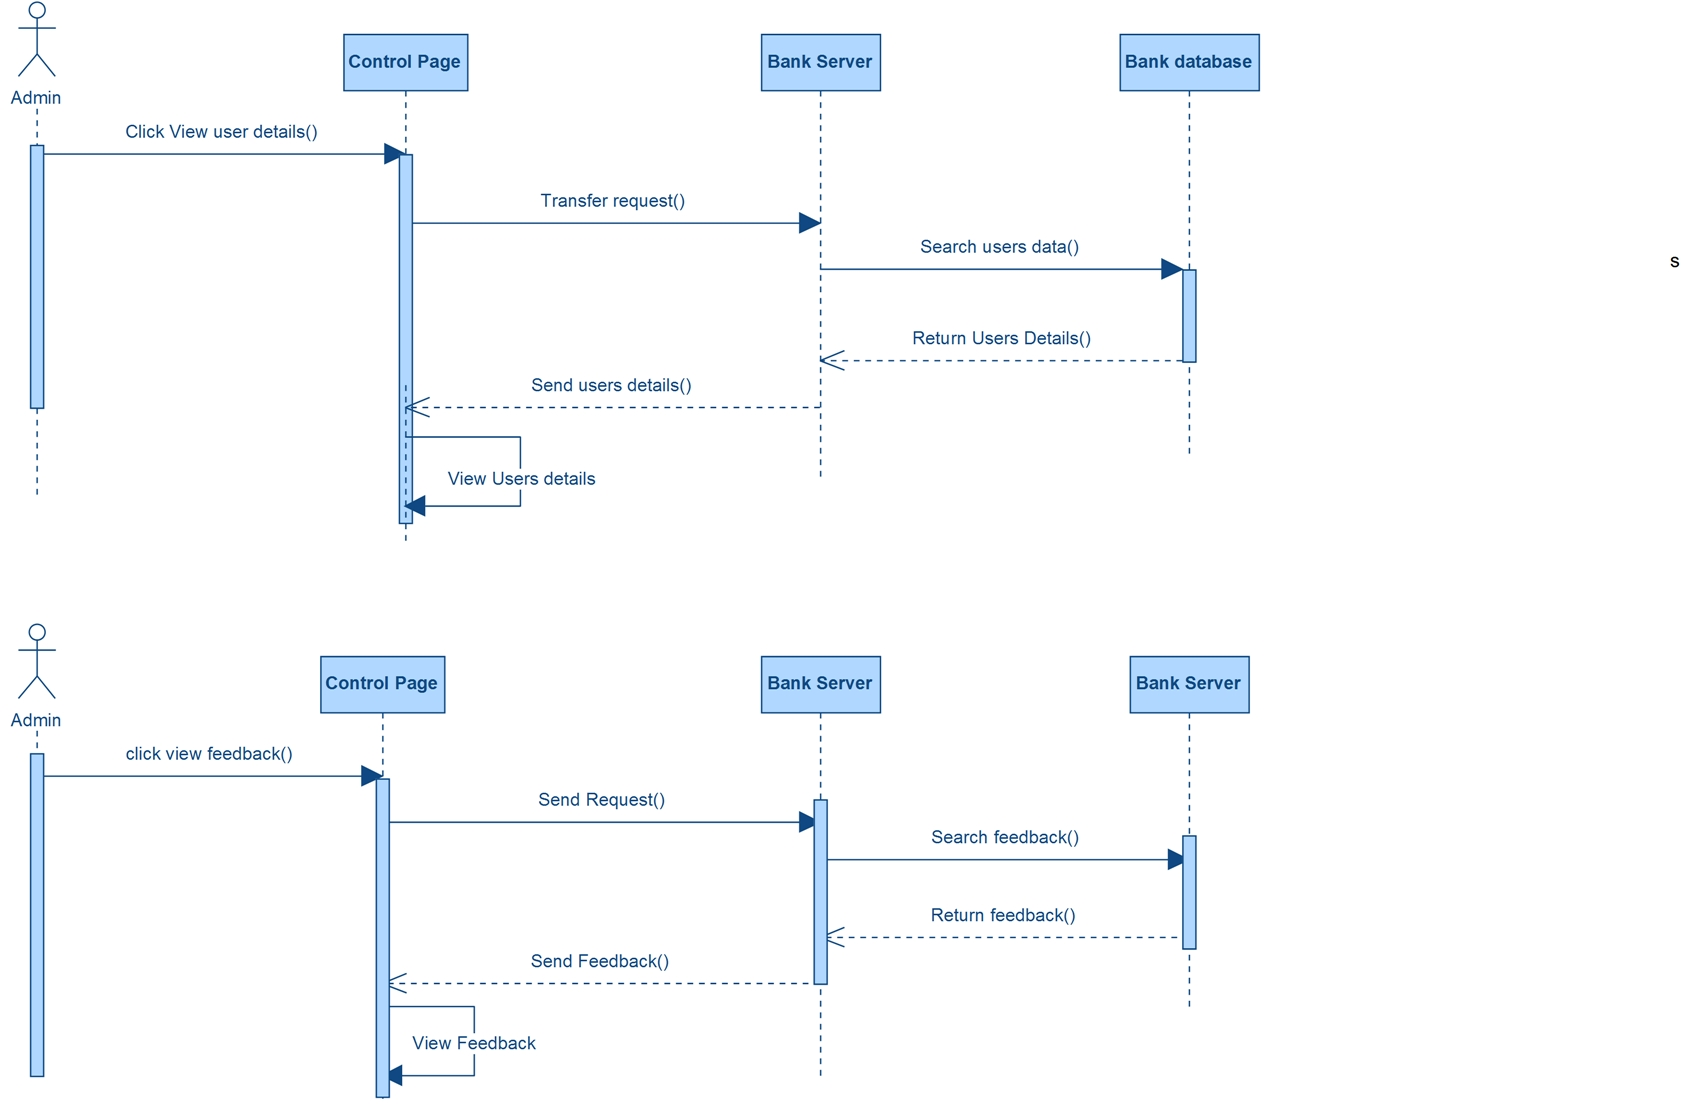 Control Page
Bank Server
Bank database
Admin
Click View user details()
Transfer request()
Search users data()
s
Return Users Details()
Send users details()
View Users details
Control Page
Bank Server
Bank Server
Admin
click view feedback()
Send Request()
Search feedback()
Return feedback()
Send Feedback()
View Feedback